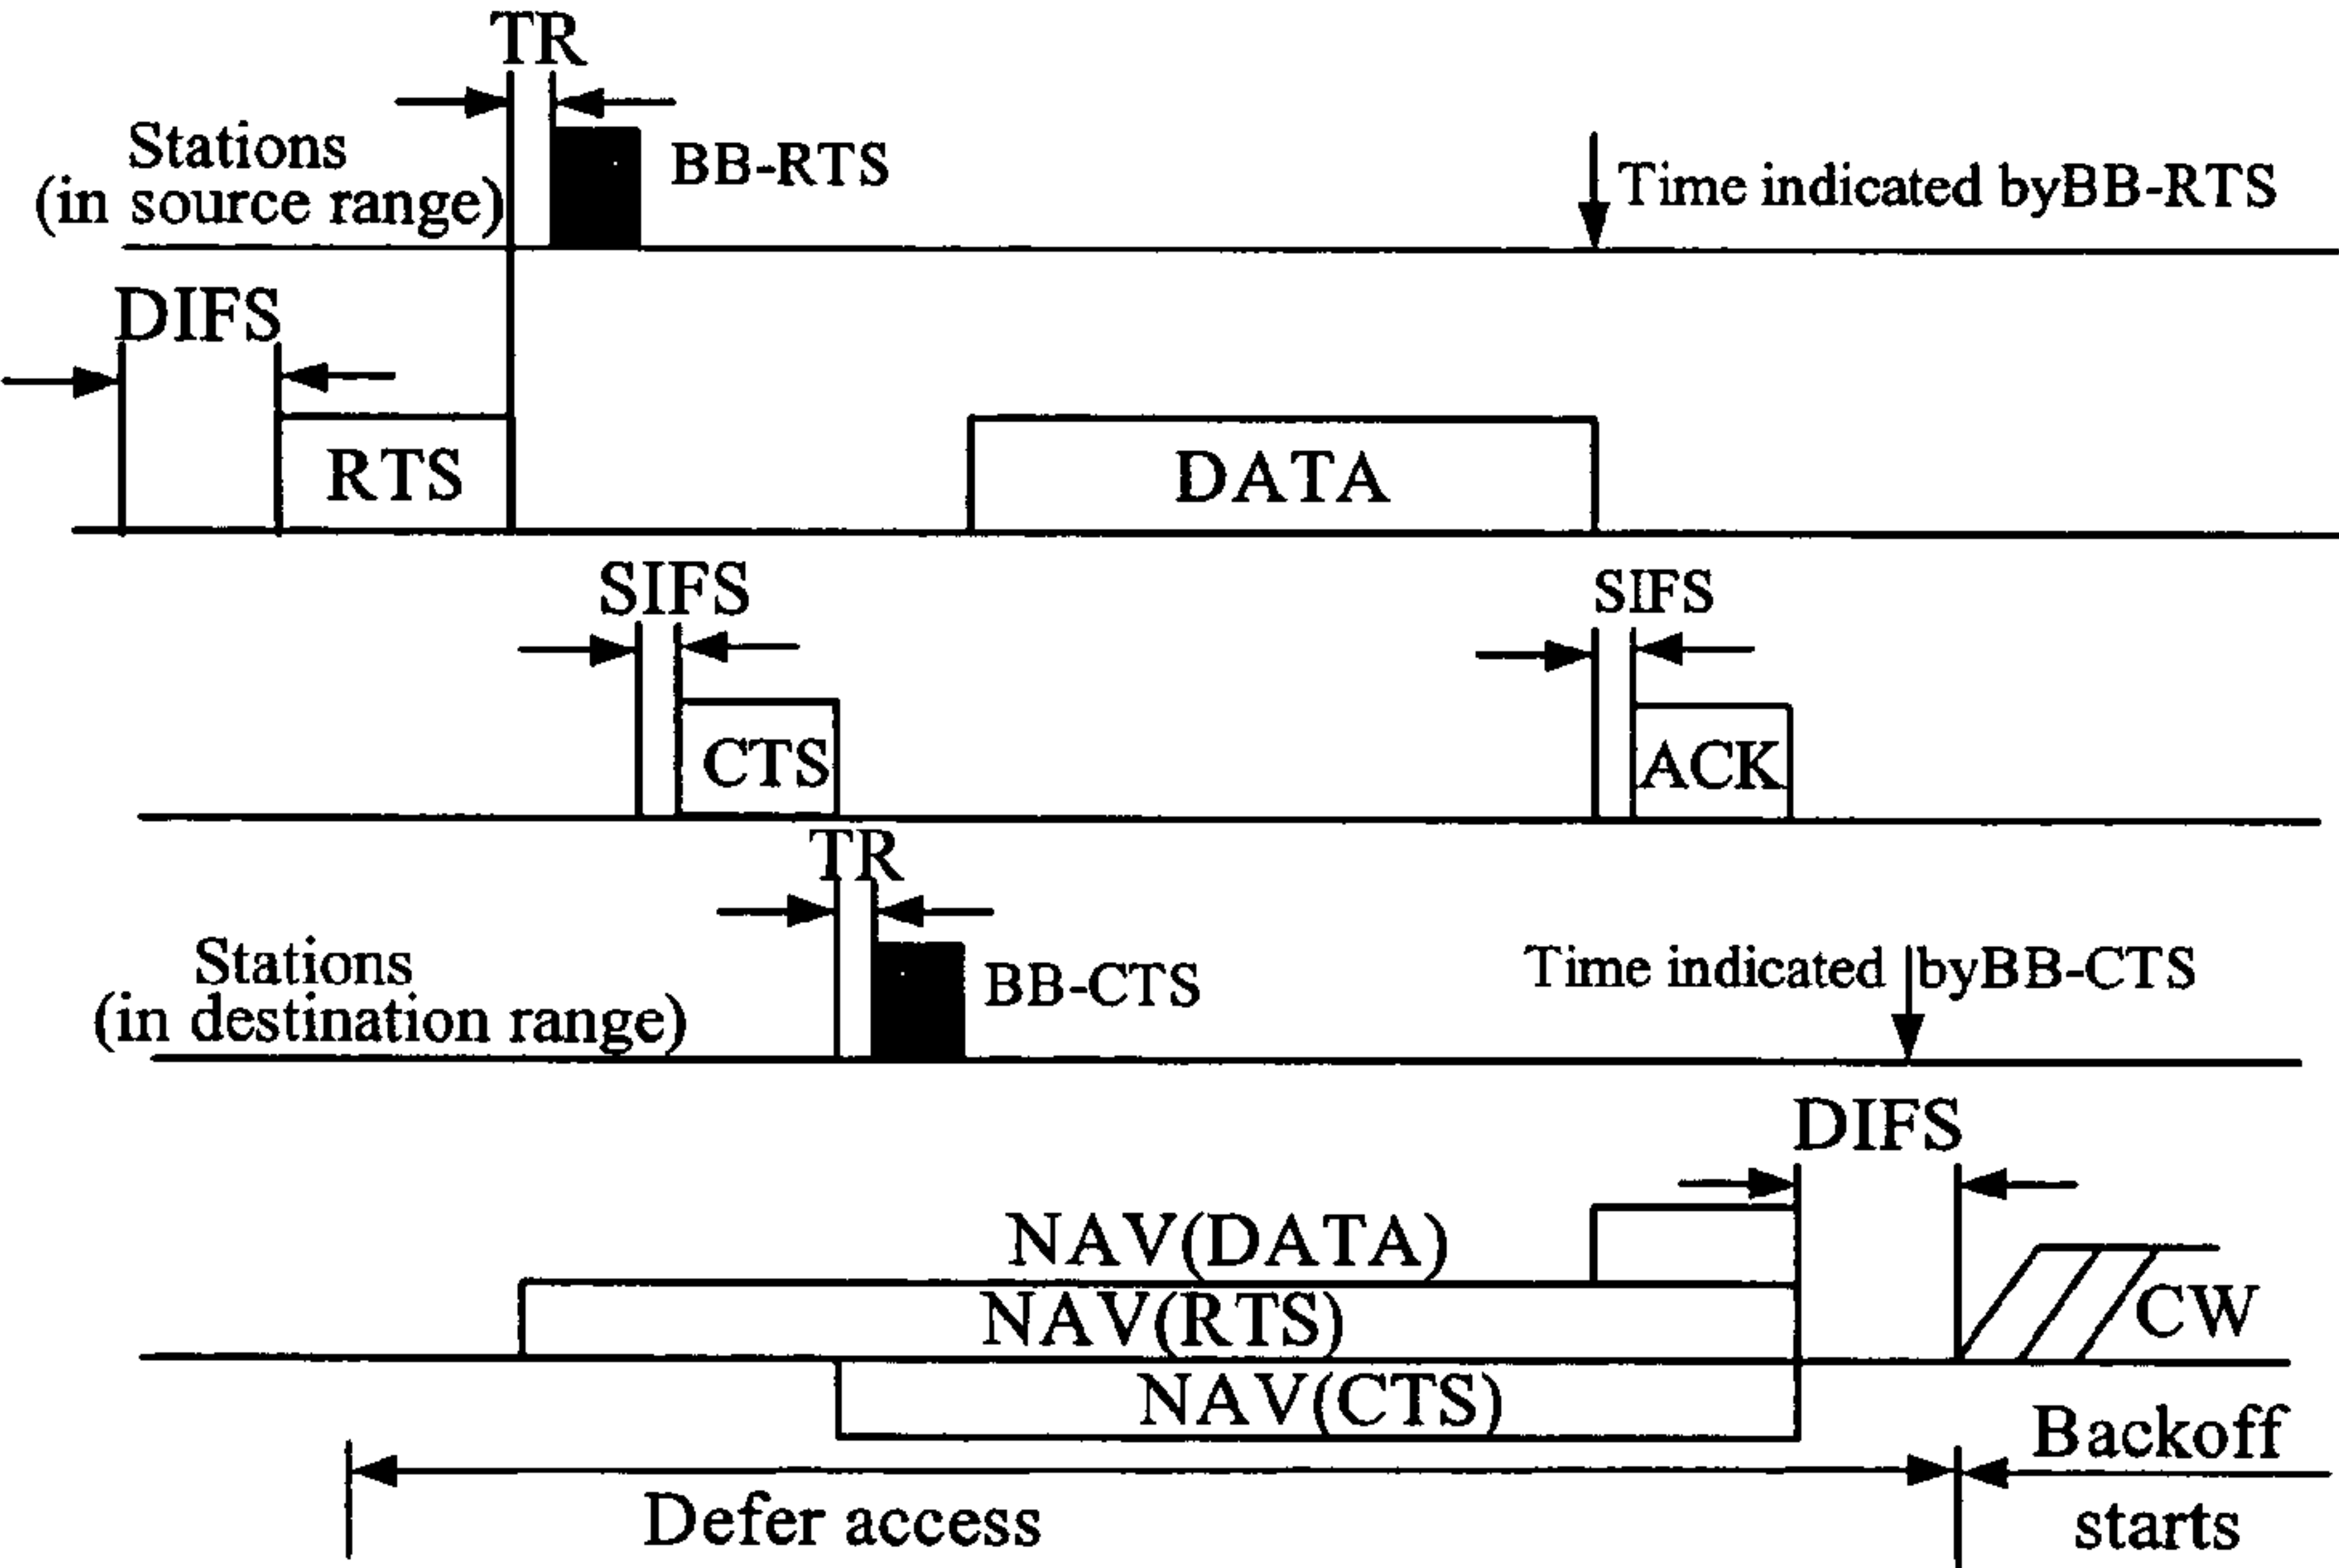 TR
Stations
(in source range)
BB-RTS
Time indicated byBB-RTS
DIFS
RTS
DATA
SIFS
SIFS
CTS
ACK
TR
Stations
(in destination range)
BB-CTS
Time indicated byBB-CTS
DIFS
NAV(DATA)
NAV(RTS)
CW
NAV(CTS)
Backoff
starts
Defer access